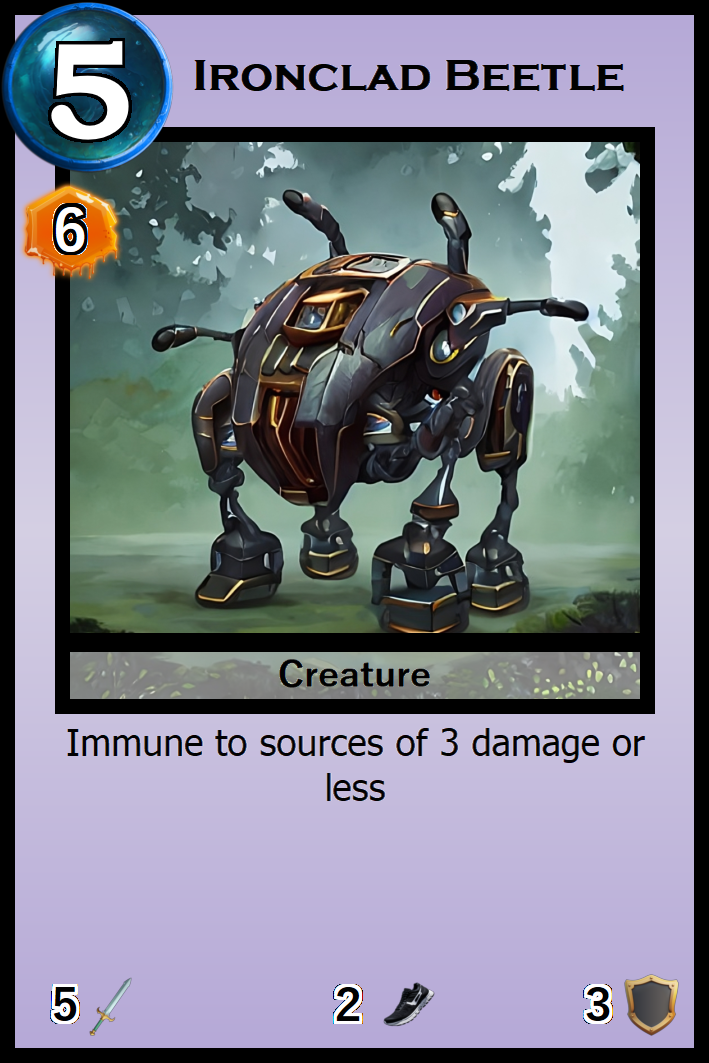 5
Ironclad Beetle
6
Creature
Immune to sources of 3 damage or
less
5 2 3